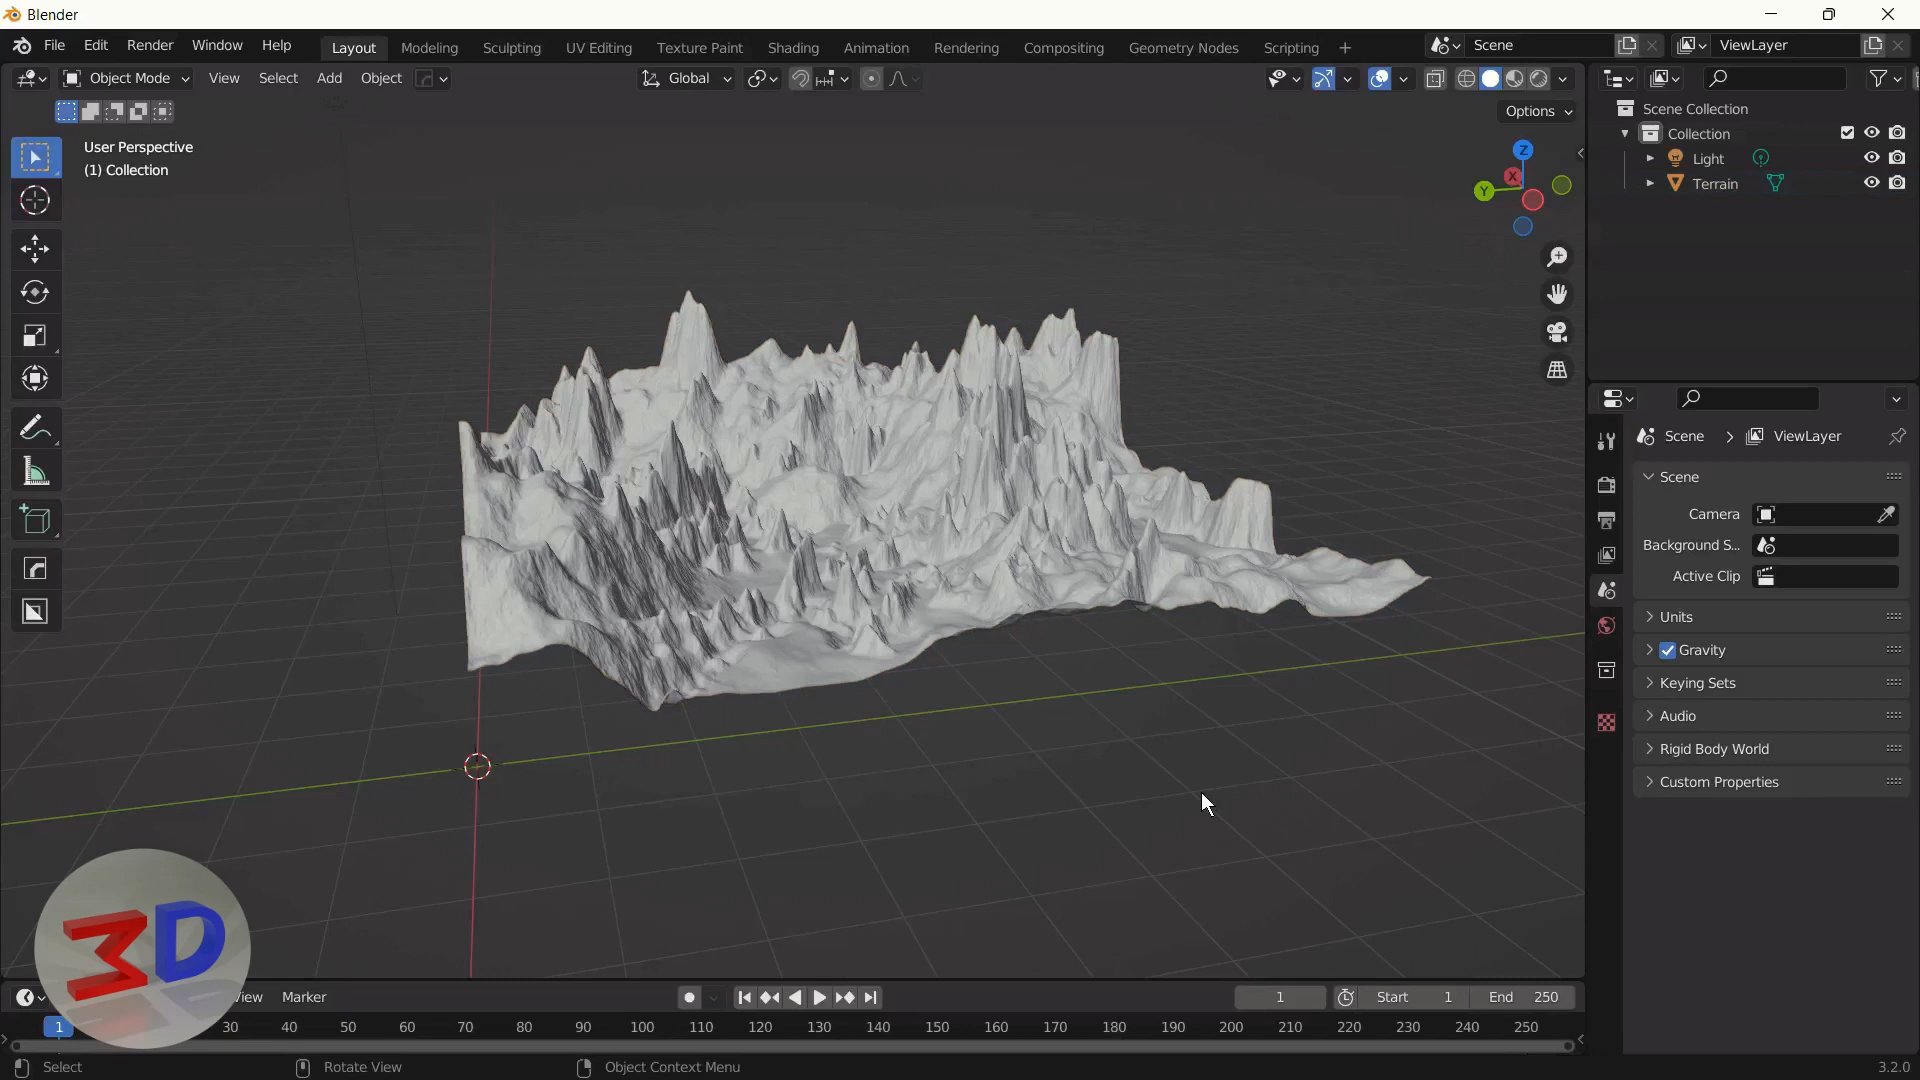 Blender
File Edit Render Window Help Layout Modeling Sculpting UV Editing Texture Paint Shading Animation Rendering Compositing Geometry Nodes Scripting + Scene ViewLayer
Object Mode View Select Add Object Global
Options
User Perspective
(1) Collection
Z
X
Y
Scene Collection
Collection
Light
Terrain
Scene > ViewLayer
Scene
Camera
Background S...
Active Clip
Units
Gravity
Keying Sets
Audio
Rigid Body World
Custom Properties
3D
View Marker 1 Start 1 End 250
1 30 40 50 60 70 80 90 100 110 120 130 140 150 160 170 180 190 200 210 220 230 240 250
Select Rotate View Object Context Menu 3.2.0